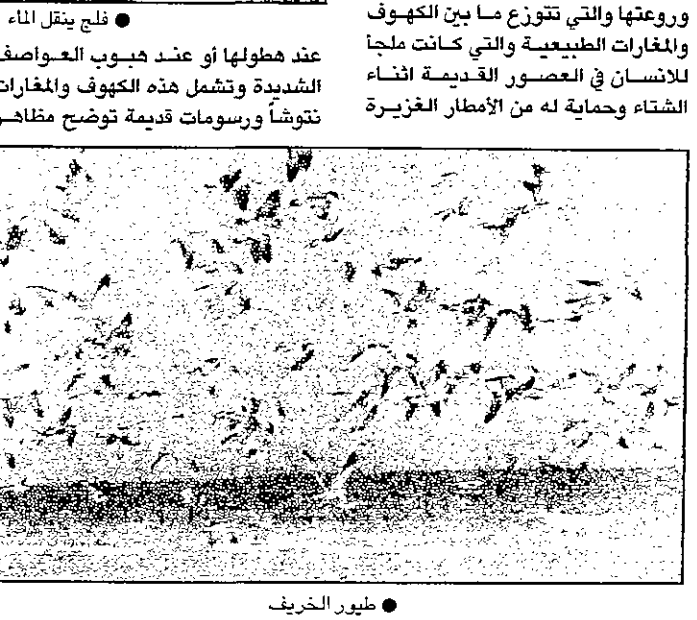 وروعتها والتي تتوزع ما بين الكهوف
والمغارات الطبيعية والتي كانت ملجأ
للانسان في العصور القديمة اثناء
الشتاء وحماية له من الأمطار الغزيرة
● فلج ينقل الماء
عند هطولها أو عند هبوب العواصف
الشديدة وتشمل هذه الكهوف والمغارات
نتوشاً ورسومات قديمة توضح مظاهـ
● طيور الخريف